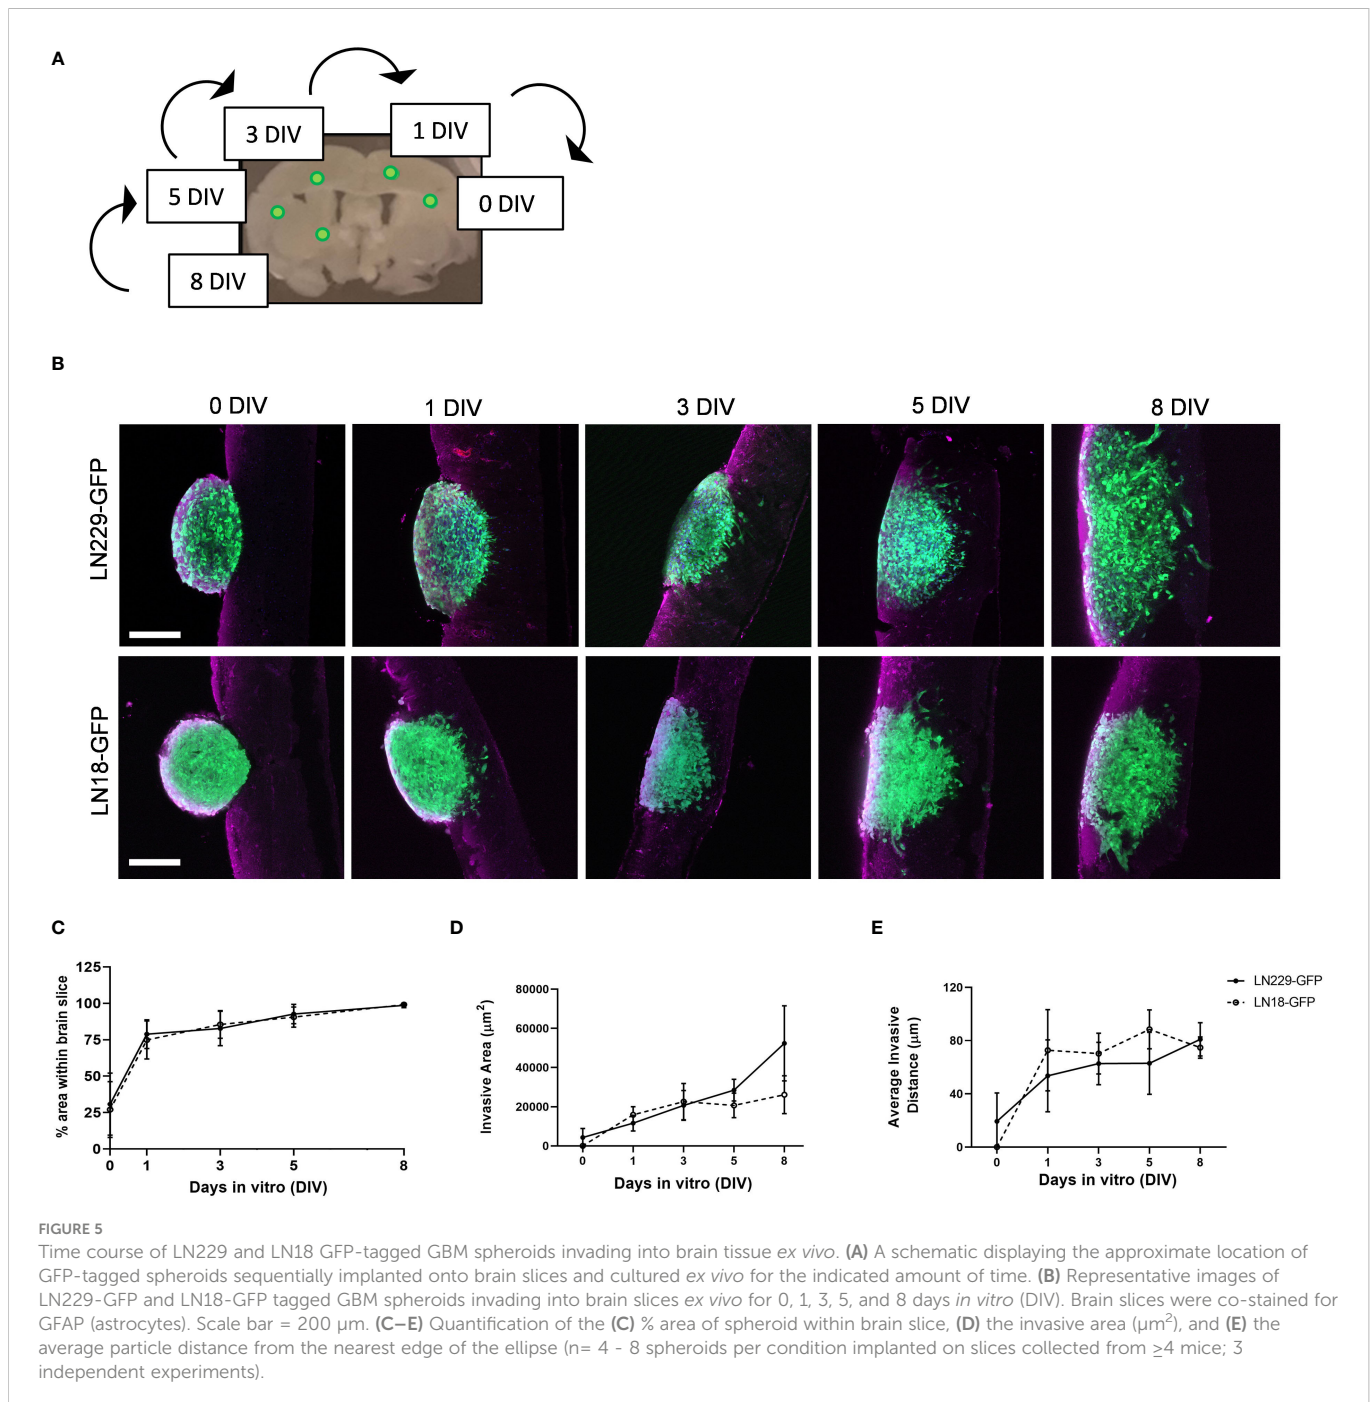 A
3 DIV
1 DIV
5 DIV
0 DIV
8 DIV
B
0 DIV
1 DIV
3 DIV
5 DIV
8 DIV
LN229-GFP
LN18-GFP
C
% area within brain slice
125
100
75
50
25
0
0 1 3 5 8
Days in vitro (DIV)
D
Invasive Area (μm²)
80000
60000
40000
20000
0
0 1 3 5 8
Days in vitro (DIV)
E
Average Invasive
Distance (μm)
120
80
40
0
0 1 3 5 8
Days in vitro (DIV)
LN229-GFP
LN18-GFP
FIGURE 5
Time course of LN229 and LN18 GFP-tagged GBM spheroids invading into brain tissue ex vivo. (A) A schematic displaying the approximate location of
GFP-tagged spheroids sequentially implanted onto brain slices and cultured ex vivo for the indicated amount of time. (B) Representative images of
LN229-GFP and LN18-GFP tagged GBM spheroids invading into brain slices ex vivo for 0, 1, 3, 5, and 8 days in vitro (DIV). Brain slices were co-stained for
GFAP (astrocytes). Scale bar = 200 μm. (C–E) Quantification of the (C) % area of spheroid within brain slice, (D) the invasive area (μm²), and (E) the
average particle distance from the nearest edge of the ellipse (n= 4 - 8 spheroids per condition implanted on slices collected from ≥4 mice; 3
independent experiments).